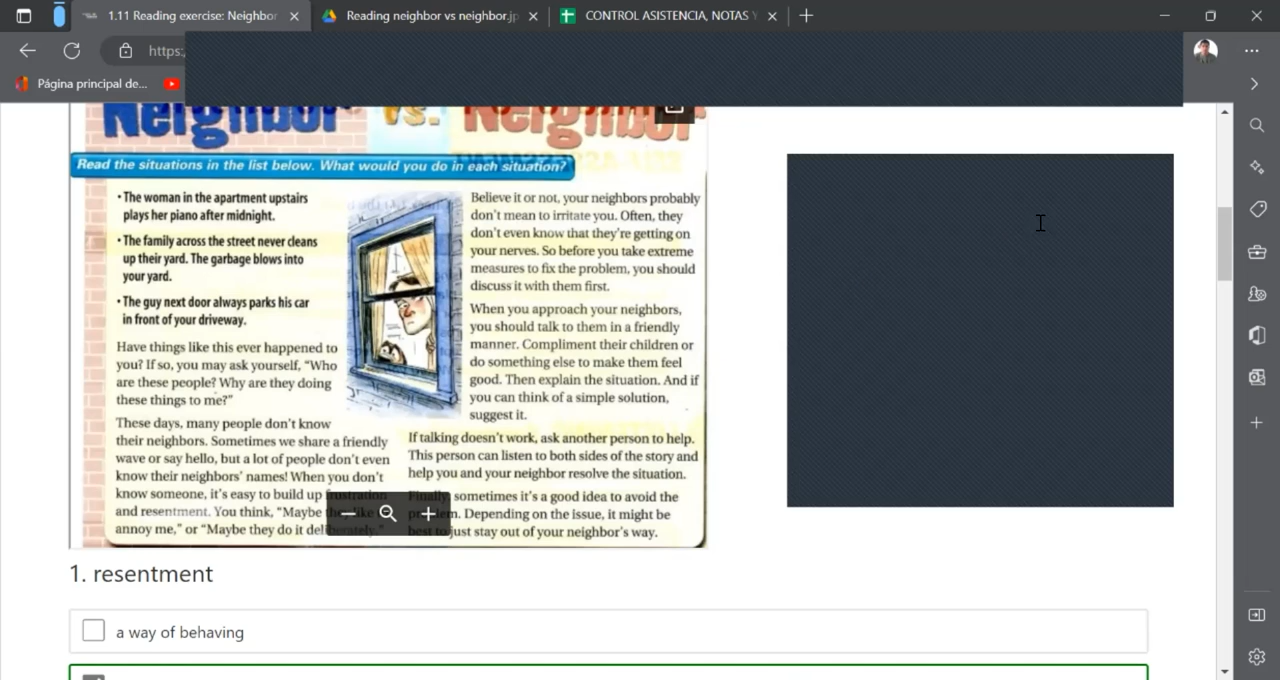 1.11 Reading exercise: Neighbor
Reading neighbor vs neighbor.jp
CONTROL ASISTENCIA, NOTAS Y
https:
Página principal de...
Neighbor vs. Neighbor
Read the situations in the list below. What would you do in each situation?
• The woman in the apartment upstairs
plays her piano after midnight.
• The family across the street never cleans
up their yard. The garbage blows into
your yard.
• The guy next door always parks his car
in front of your driveway.
Have things like this ever happened to
you? If so, you may ask yourself, "Who
are these people? Why are they doing
these things to me?"
These days, many people don't know
their neighbors. Sometimes we share a friendly
wave or say hello, but a lot of people don't even
know their neighbors' names! When you don't
know someone, it's easy to build up frustration
and resentment. You think, "Maybe they like to
annoy me," or "Maybe they do it deliberately."
Believe it or not, your neighbors probably
don't mean to irritate you. Often, they
don't even know that they're getting on
your nerves. So before you take extreme
measures to fix the problem, you should
discuss it with them first.
When you approach your neighbors,
you should talk to them in a friendly
manner. Compliment their children or
do something else to make them feel
good. Then explain the situation. And if
you can think of a simple solution,
suggest it.
If talking doesn't work, ask another person to help.
This person can listen to both sides of the story and
help you and your neighbor resolve the situation.
Finally, sometimes it's a good idea to avoid the
problem. Depending on the issue, it might be
best to just stay out of your neighbor's way.
1. resentment
a way of behaving